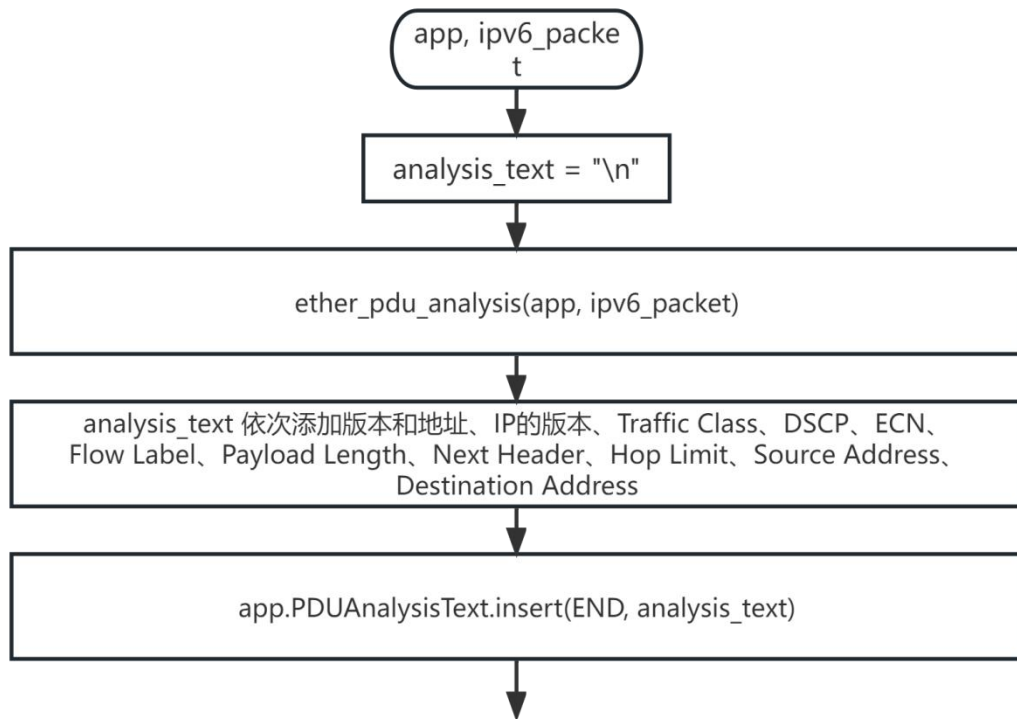 app, ipv6_packe
t
analysis_text = "\n"
ether_pdu_analysis(app, ipv6_packet)
analysis_text 依次添加版本和地址、IP的版本、Traffic Class、DSCP、ECN、
Flow Label、Payload Length、Next Header、Hop Limit、Source Address、
Destination Address
app.PDUAnalysisText.insert(END, analysis_text)